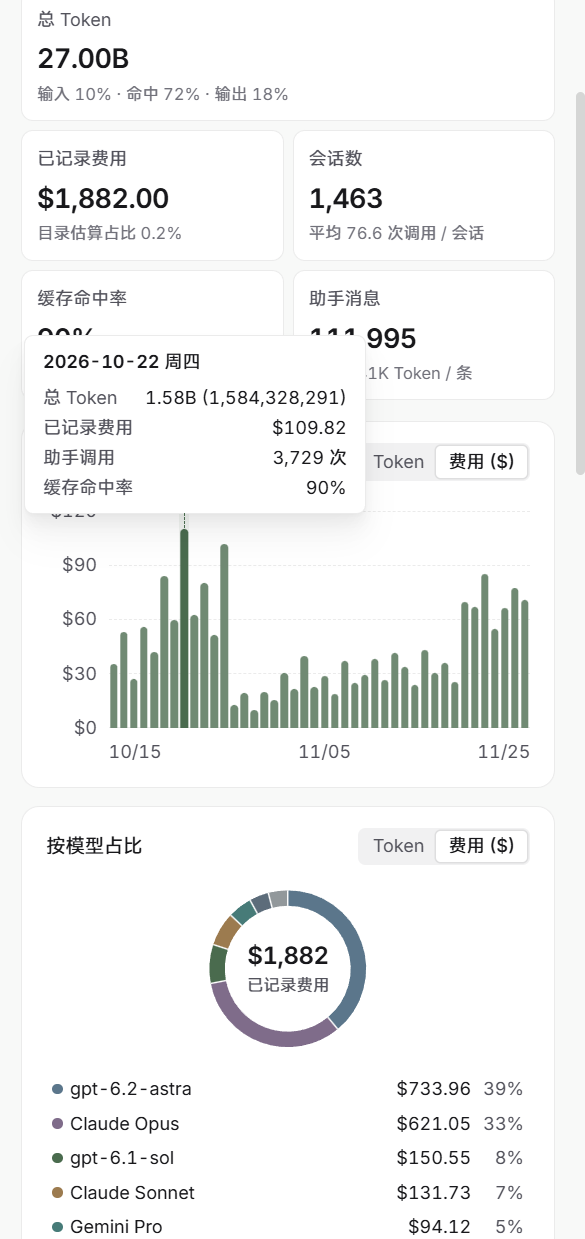 总 Token
27.00B
输入 10% · 命中 72% · 输出 18%
已记录费用
$1,882.00
目录估算占比 0.2%
会话数
1,463
平均 76.6 次调用 / 会话
缓存命中率
90%
助手消息
111,995
1K Token / 条
2026-10-22 周四
总 Token 1.58B (1,584,328,291)
已记录费用 $109.82
助手调用 3,729 次
缓存命中率 90%
Token 费用 ($)
$120
$90
$60
$30
$0
10/15 11/05 11/25
按模型占比 Token 费用 ($)
$1,882
已记录费用
gpt-6.2-astra $733.96 39%
Claude Opus $621.05 33%
gpt-6.1-sol $150.55 8%
Claude Sonnet $131.73 7%
Gemini Pro $94.12 5%